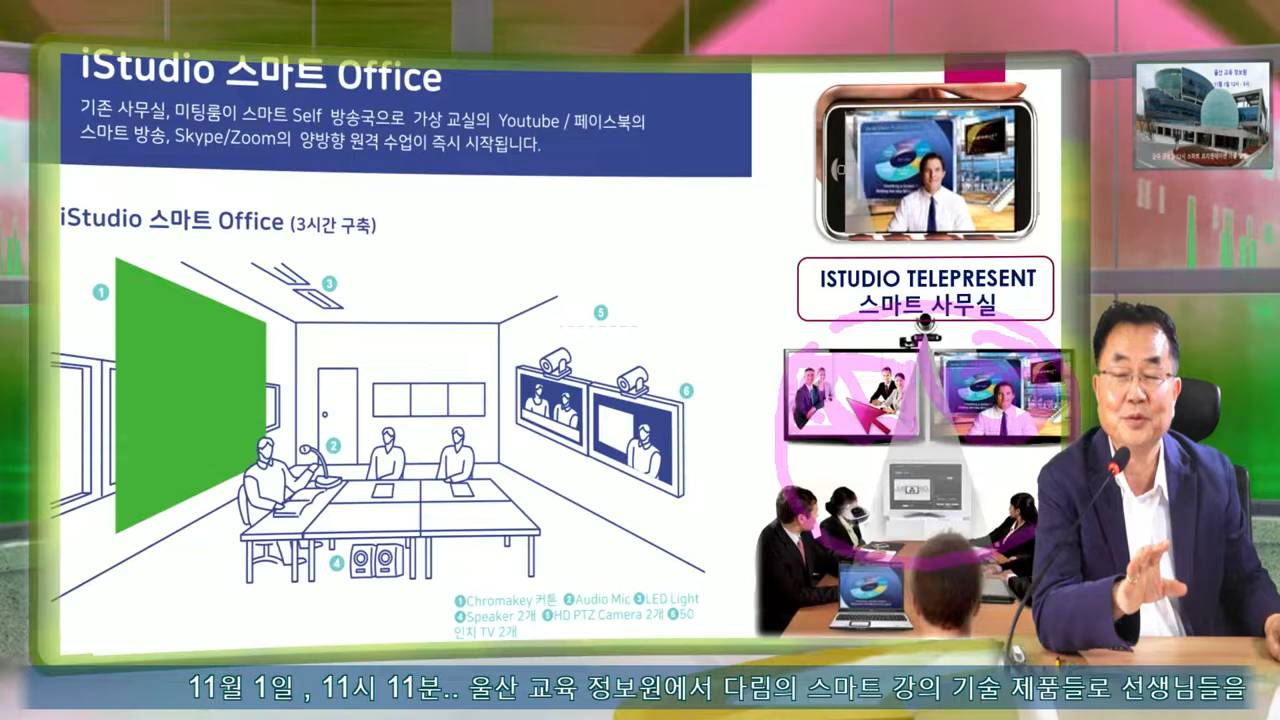 iStudio 스마트 Office
기존 사무실, 미팅룸이 스마트 Self 방송국으로 가상 교실의 Youtube / 페이스북의
스마트 방송, Skype/Zoom의 양방향 원격 수업이 즉시 시작됩니다.
iStudio 스마트 Office (3시간 구축)
1
2
3
4
5
6
❶Chromakey 커튼 ❷Audio Mic ❸LED Light
❹Speaker 2개 ❺HD PTZ Camera 2개 ❻50
인치 TV 2개
ISTUDIO TELEPRESENT
스마트 사무실
울산 교육 정보원
11월 1일 , 11시 11분.. 울산 교육 정보원에서 다림의 스마트 강의 기술 제품들로 선생님들을